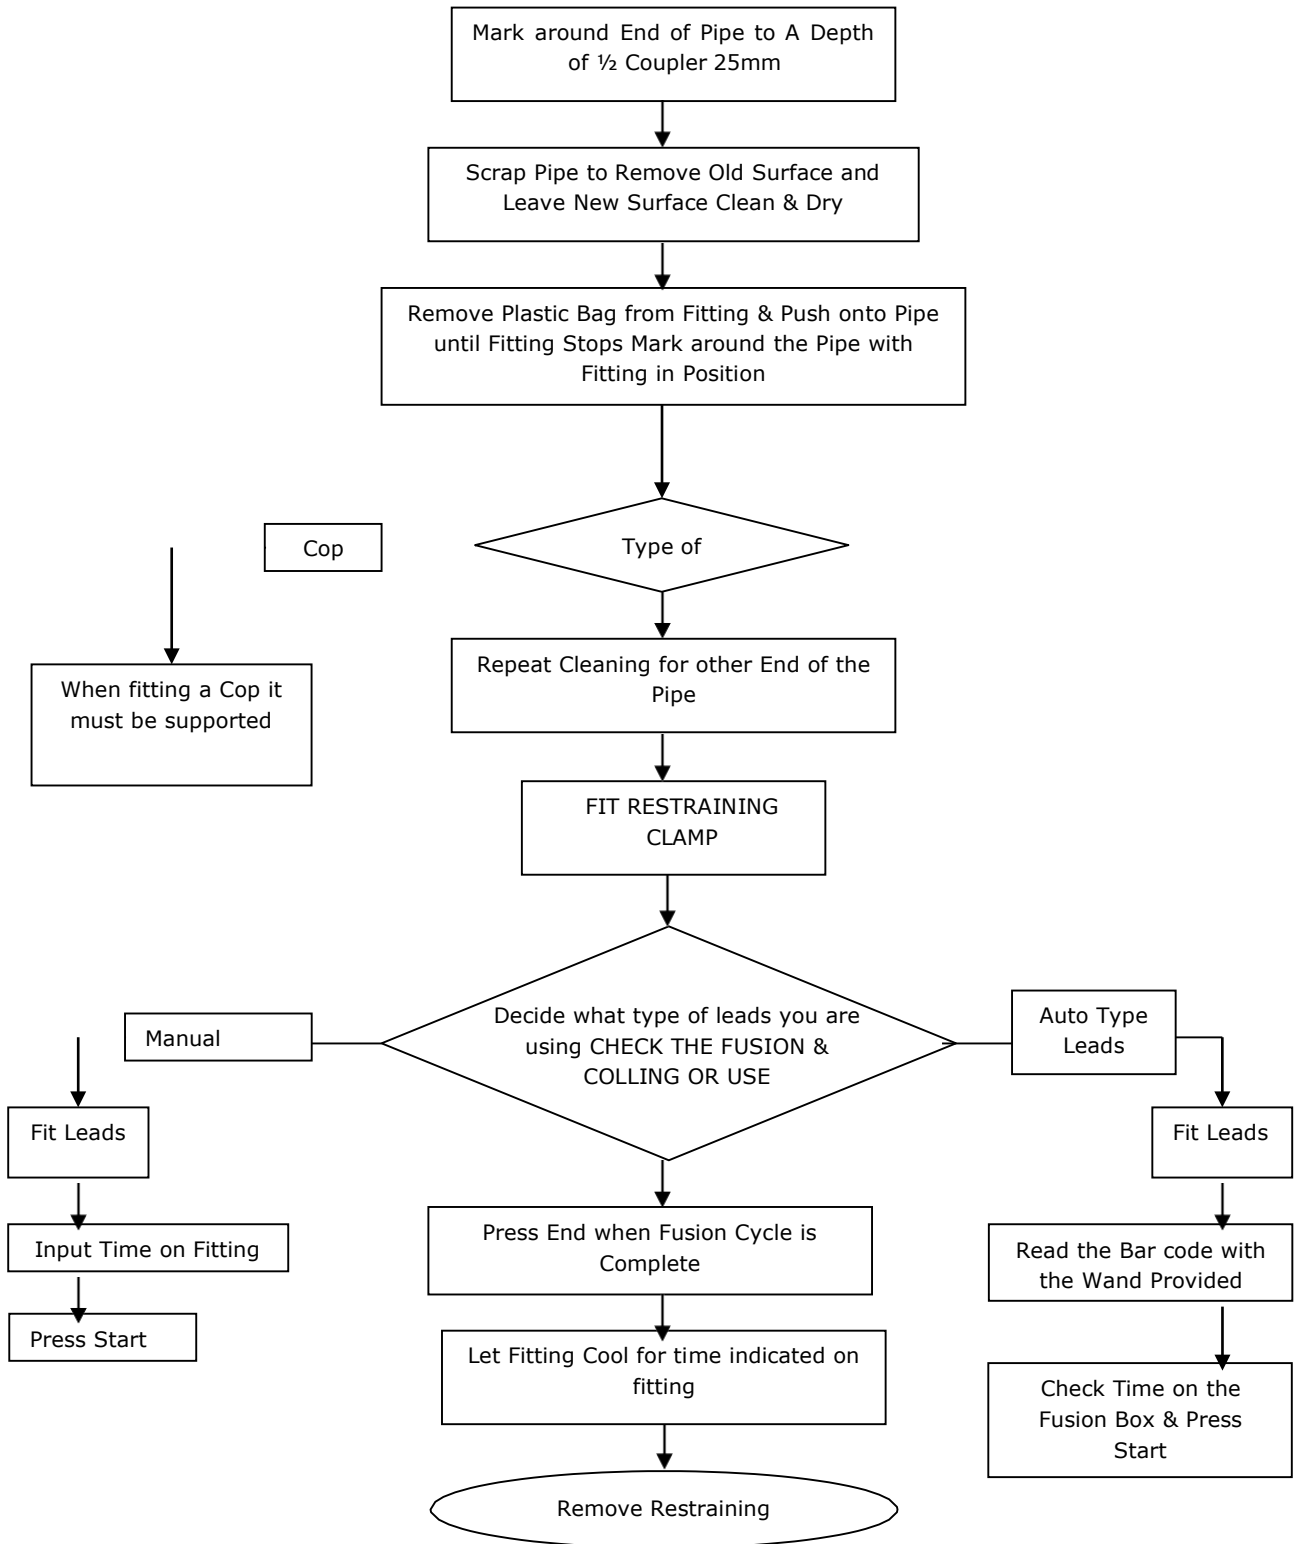 Mark around End of Pipe to A Depth
of ½ Coupler 25mm
Scrap Pipe to Remove Old Surface and
Leave New Surface Clean & Dry
Remove Plastic Bag from Fitting & Push onto Pipe
until Fitting Stops Mark around the Pipe with
Fitting in Position
Cop
Type of
When fitting a Cop it
must be supported
Repeat Cleaning for other End of the
Pipe
FIT RESTRAINING
CLAMP
Manual
Decide what type of leads you are
using CHECK THE FUSION &
COLLING OR USE
Auto Type
Leads
Fit Leads
Input Time on Fitting
Press Start
Fit Leads
Read the Bar code with
the Wand Provided
Check Time on the
Fusion Box & Press
Start
Press End when Fusion Cycle is
Complete
Let Fitting Cool for time indicated on
fitting
Remove Restraining